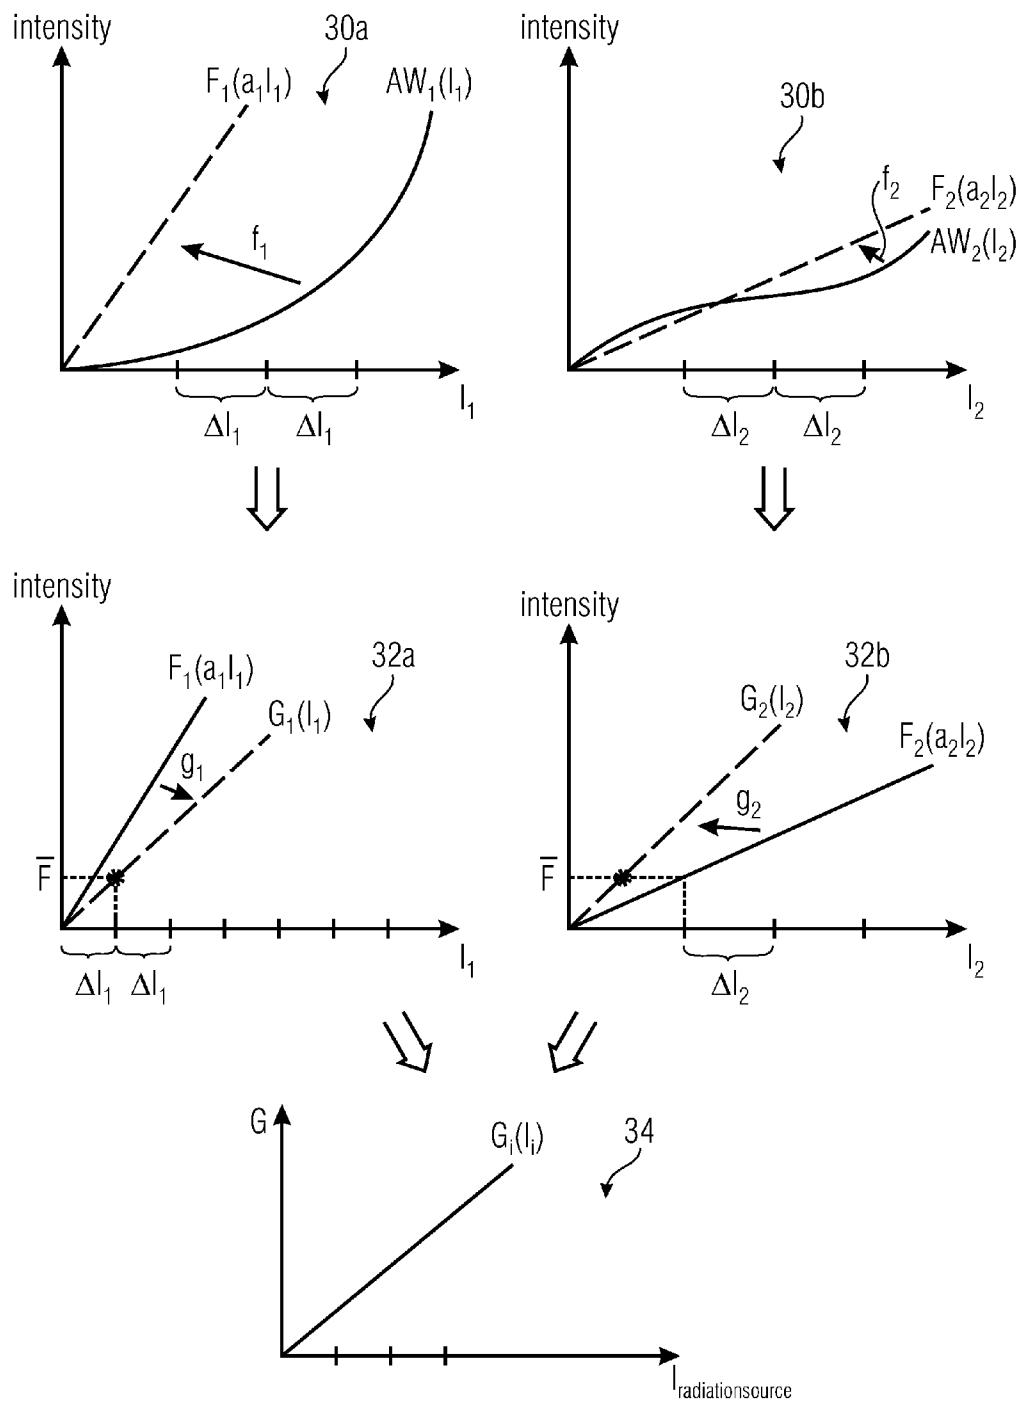 intensity
30a
F₁(a₁I₁)
AW₁(I₁)
f₁
I₁
ΔI₁
ΔI₁
intensity
30b
f₂
F₂(a₂I₂)
AW₂(I₂)
I₂
ΔI₂
ΔI₂
intensity
32a
F₁(a₁I₁)
G₁(I₁)
g₁
F̅
I₁
ΔI₁
ΔI₁
intensity
32b
G₂(I₂)
F₂(a₂I₂)
g₂
F̅
I₂
ΔI₂
G
Gᵢ(Iᵢ)
34
I radiationsource